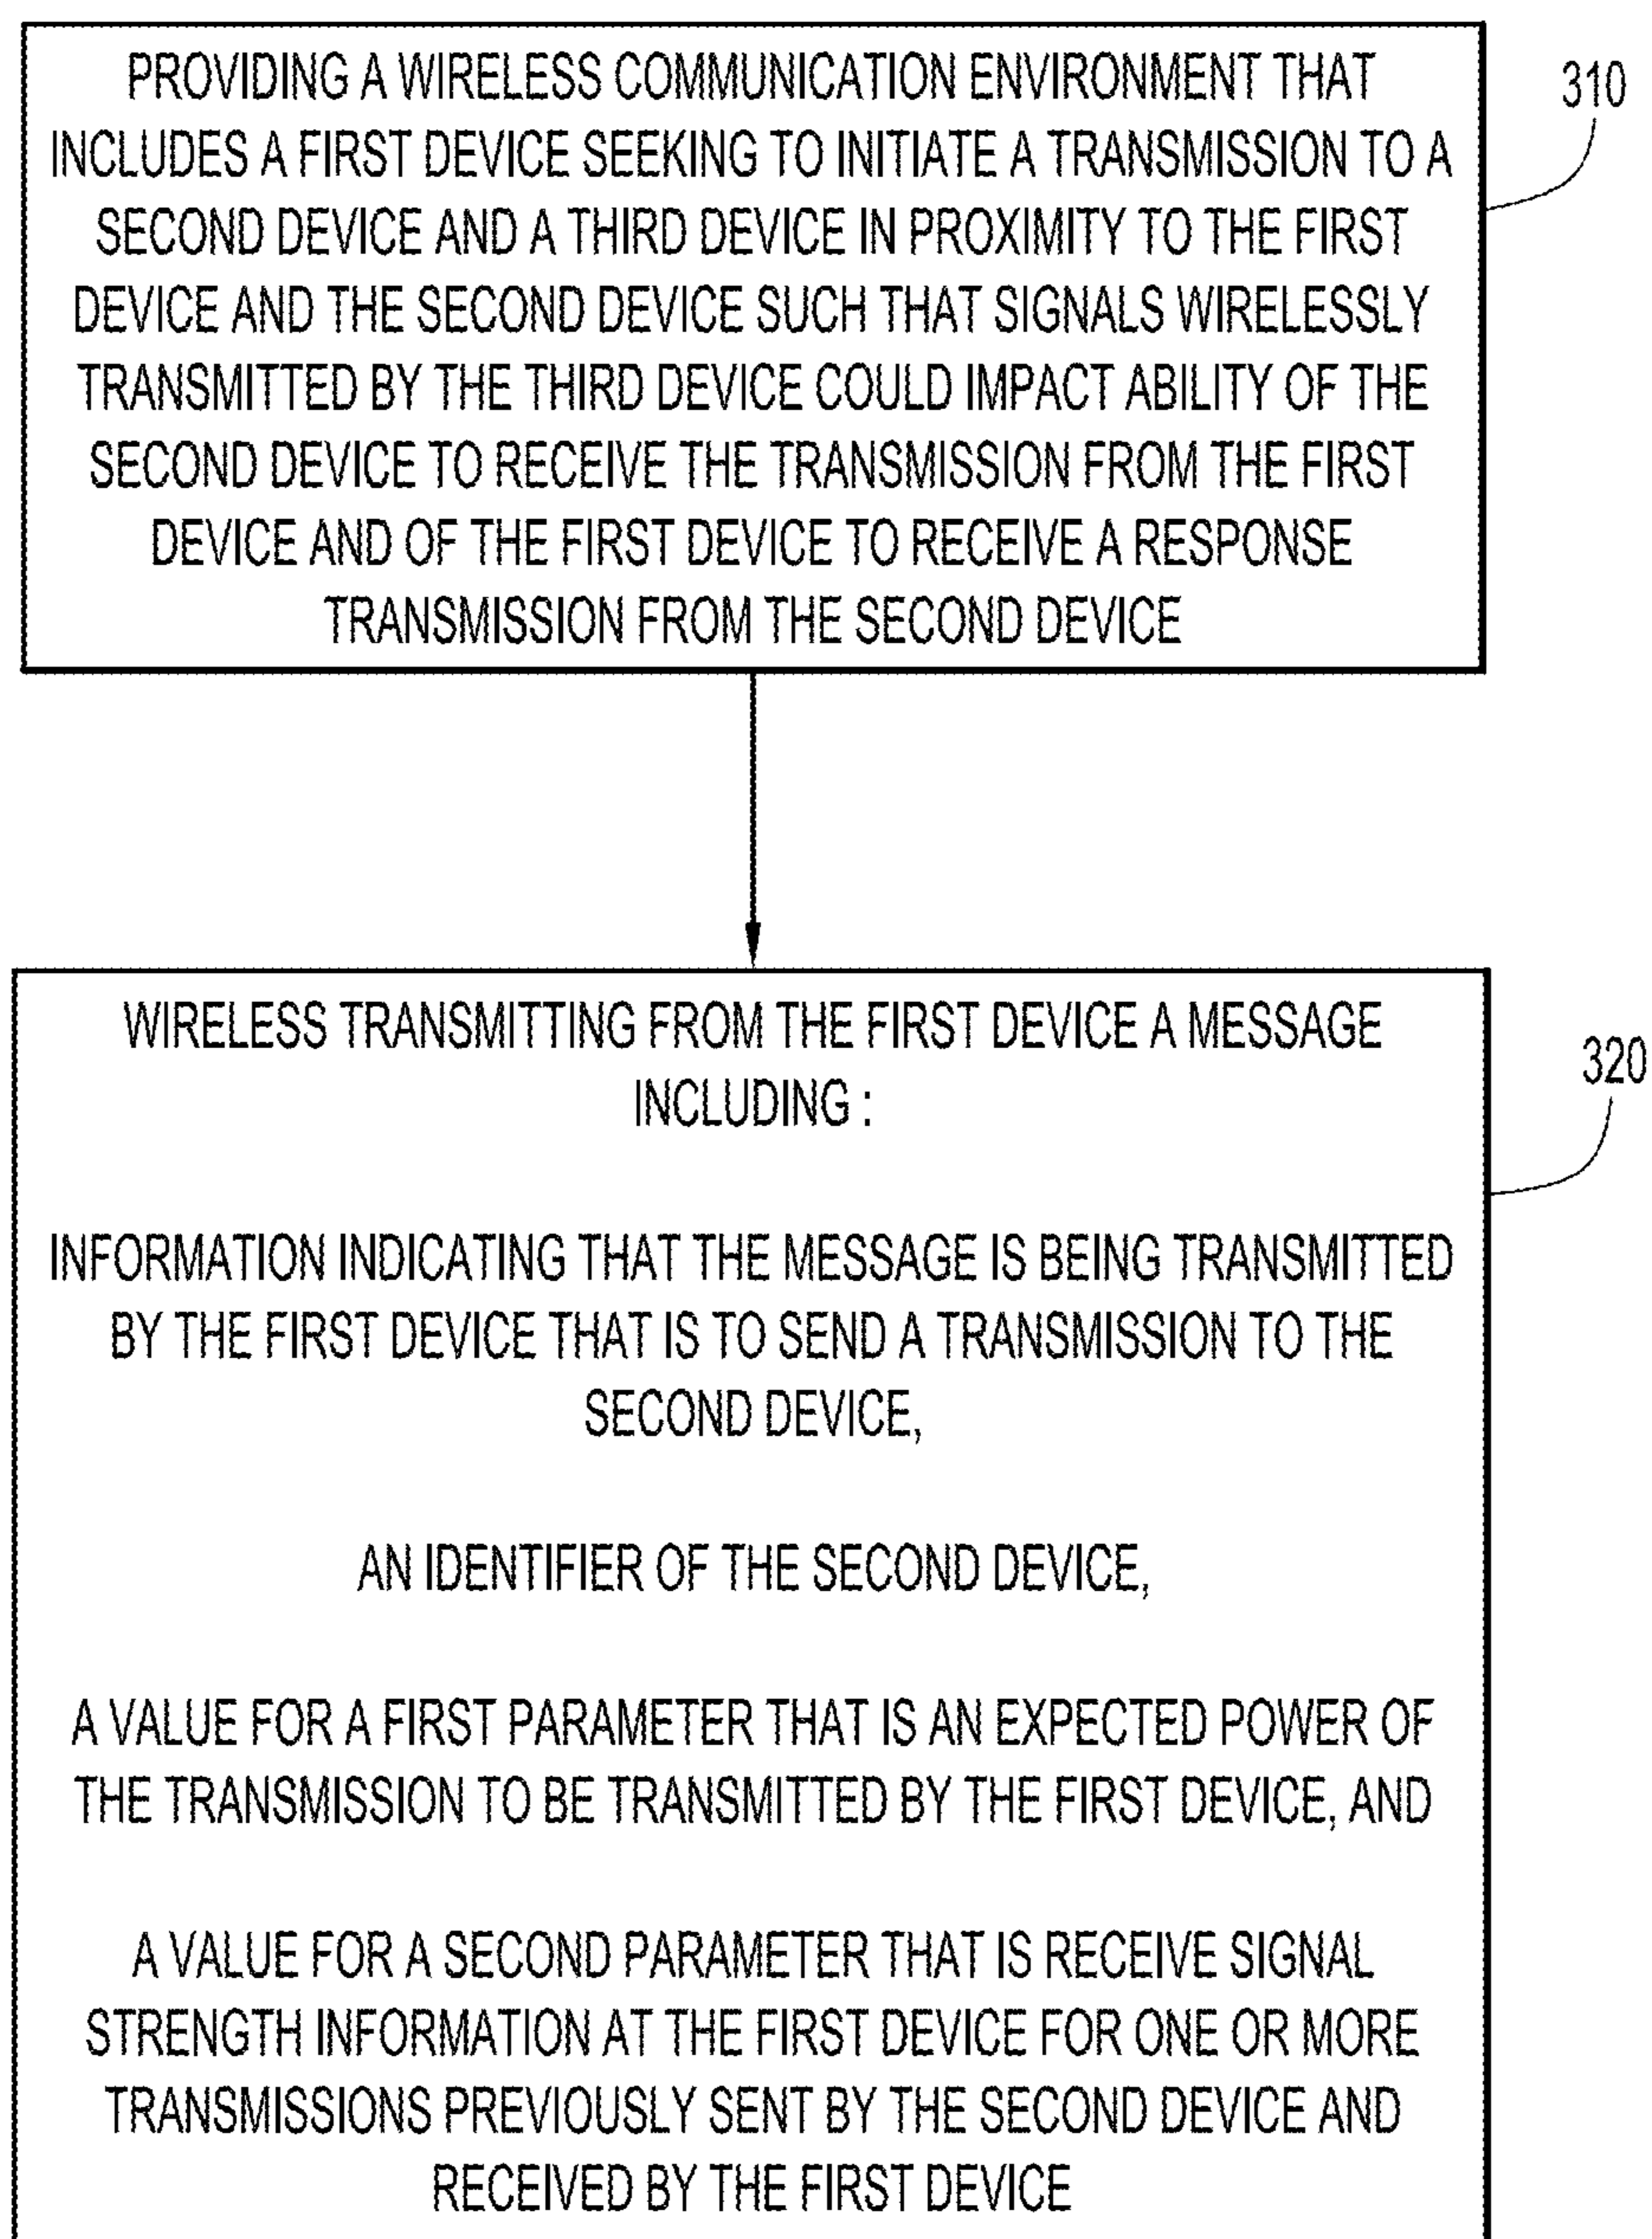 PROVIDING A WIRELESS COMMUNICATION ENVIRONMENT THAT
INCLUDES A FIRST DEVICE SEEKING TO INITIATE A TRANSMISSION TO A
SECOND DEVICE AND A THIRD DEVICE IN PROXIMITY TO THE FIRST
DEVICE AND THE SECOND DEVICE SUCH THAT SIGNALS WIRELESSLY
TRANSMITTED BY THE THIRD DEVICE COULD IMPACT ABILITY OF THE
SECOND DEVICE TO RECEIVE THE TRANSMISSION FROM THE FIRST
DEVICE AND OF THE FIRST DEVICE TO RECEIVE A RESPONSE
TRANSMISSION FROM THE SECOND DEVICE
310
WIRELESS TRANSMITTING FROM THE FIRST DEVICE A MESSAGE
INCLUDING :
INFORMATION INDICATING THAT THE MESSAGE IS BEING TRANSMITTED
BY THE FIRST DEVICE THAT IS TO SEND A TRANSMISSION TO THE
SECOND DEVICE,
AN IDENTIFIER OF THE SECOND DEVICE,
A VALUE FOR A FIRST PARAMETER THAT IS AN EXPECTED POWER OF
THE TRANSMISSION TO BE TRANSMITTED BY THE FIRST DEVICE, AND
A VALUE FOR A SECOND PARAMETER THAT IS RECEIVE SIGNAL
STRENGTH INFORMATION AT THE FIRST DEVICE FOR ONE OR MORE
TRANSMISSIONS PREVIOUSLY SENT BY THE SECOND DEVICE AND
RECEIVED BY THE FIRST DEVICE
320